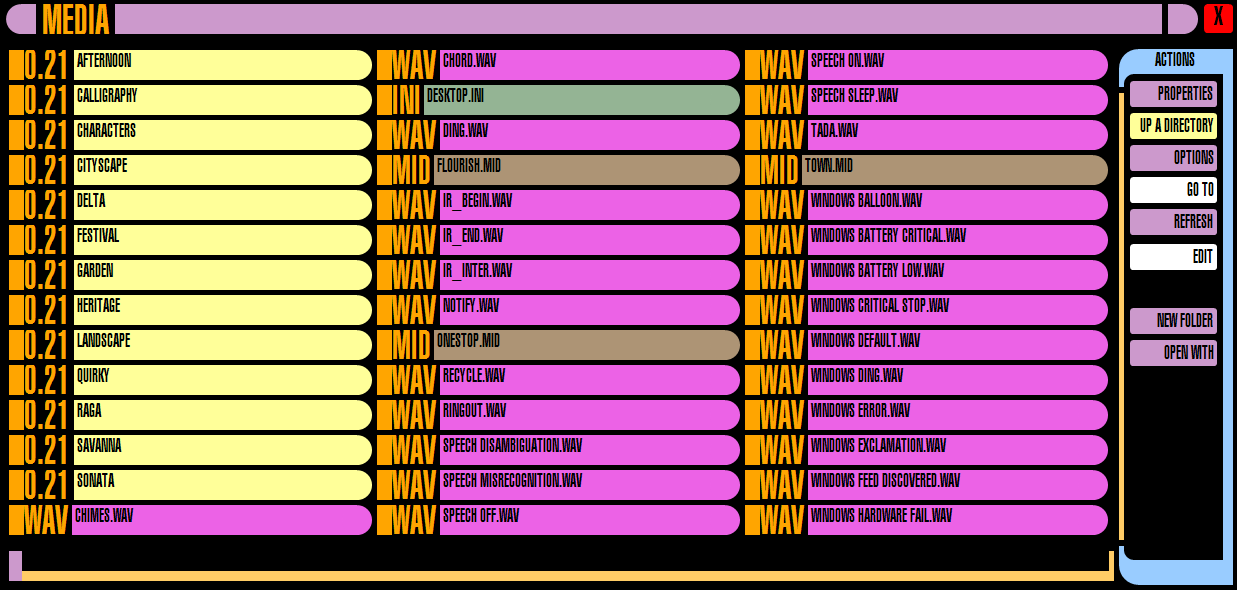 MEDIA
X
0.21 AFTERNOON
0.21 CALLIGRAPHY
0.21 CHARACTERS
0.21 CITYSCAPE
0.21 DELTA
0.21 FESTIVAL
0.21 GARDEN
0.21 HERITAGE
0.21 LANDSCAPE
0.21 QUIRKY
0.21 RAGA
0.21 SAVANNA
0.21 SONATA
WAV CHIMES.WAV
WAV CHORD.WAV
INI DESKTOP.INI
WAV DING.WAV
MID FLOURISH.MID
WAV IR_BEGIN.WAV
WAV IR_END.WAV
WAV IR_INTER.WAV
WAV NOTIFY.WAV
MID ONESTOP.MID
WAV RECYCLE.WAV
WAV RINGOUT.WAV
WAV SPEECH DISAMBIGUATION.WAV
WAV SPEECH MISRECOGNITION.WAV
WAV SPEECH OFF.WAV
WAV SPEECH ON.WAV
WAV SPEECH SLEEP.WAV
WAV TADA.WAV
MID TOWN.MID
WAV WINDOWS BALLOON.WAV
WAV WINDOWS BATTERY CRITICAL.WAV
WAV WINDOWS BATTERY LOW.WAV
WAV WINDOWS CRITICAL STOP.WAV
WAV WINDOWS DEFAULT.WAV
WAV WINDOWS DING.WAV
WAV WINDOWS ERROR.WAV
WAV WINDOWS EXCLAMATION.WAV
WAV WINDOWS FEED DISCOVERED.WAV
WAV WINDOWS HARDWARE FAIL.WAV
ACTIONS
PROPERTIES
UP A DIRECTORY
OPTIONS
GO TO
REFRESH
EDIT
NEW FOLDER
OPEN WITH